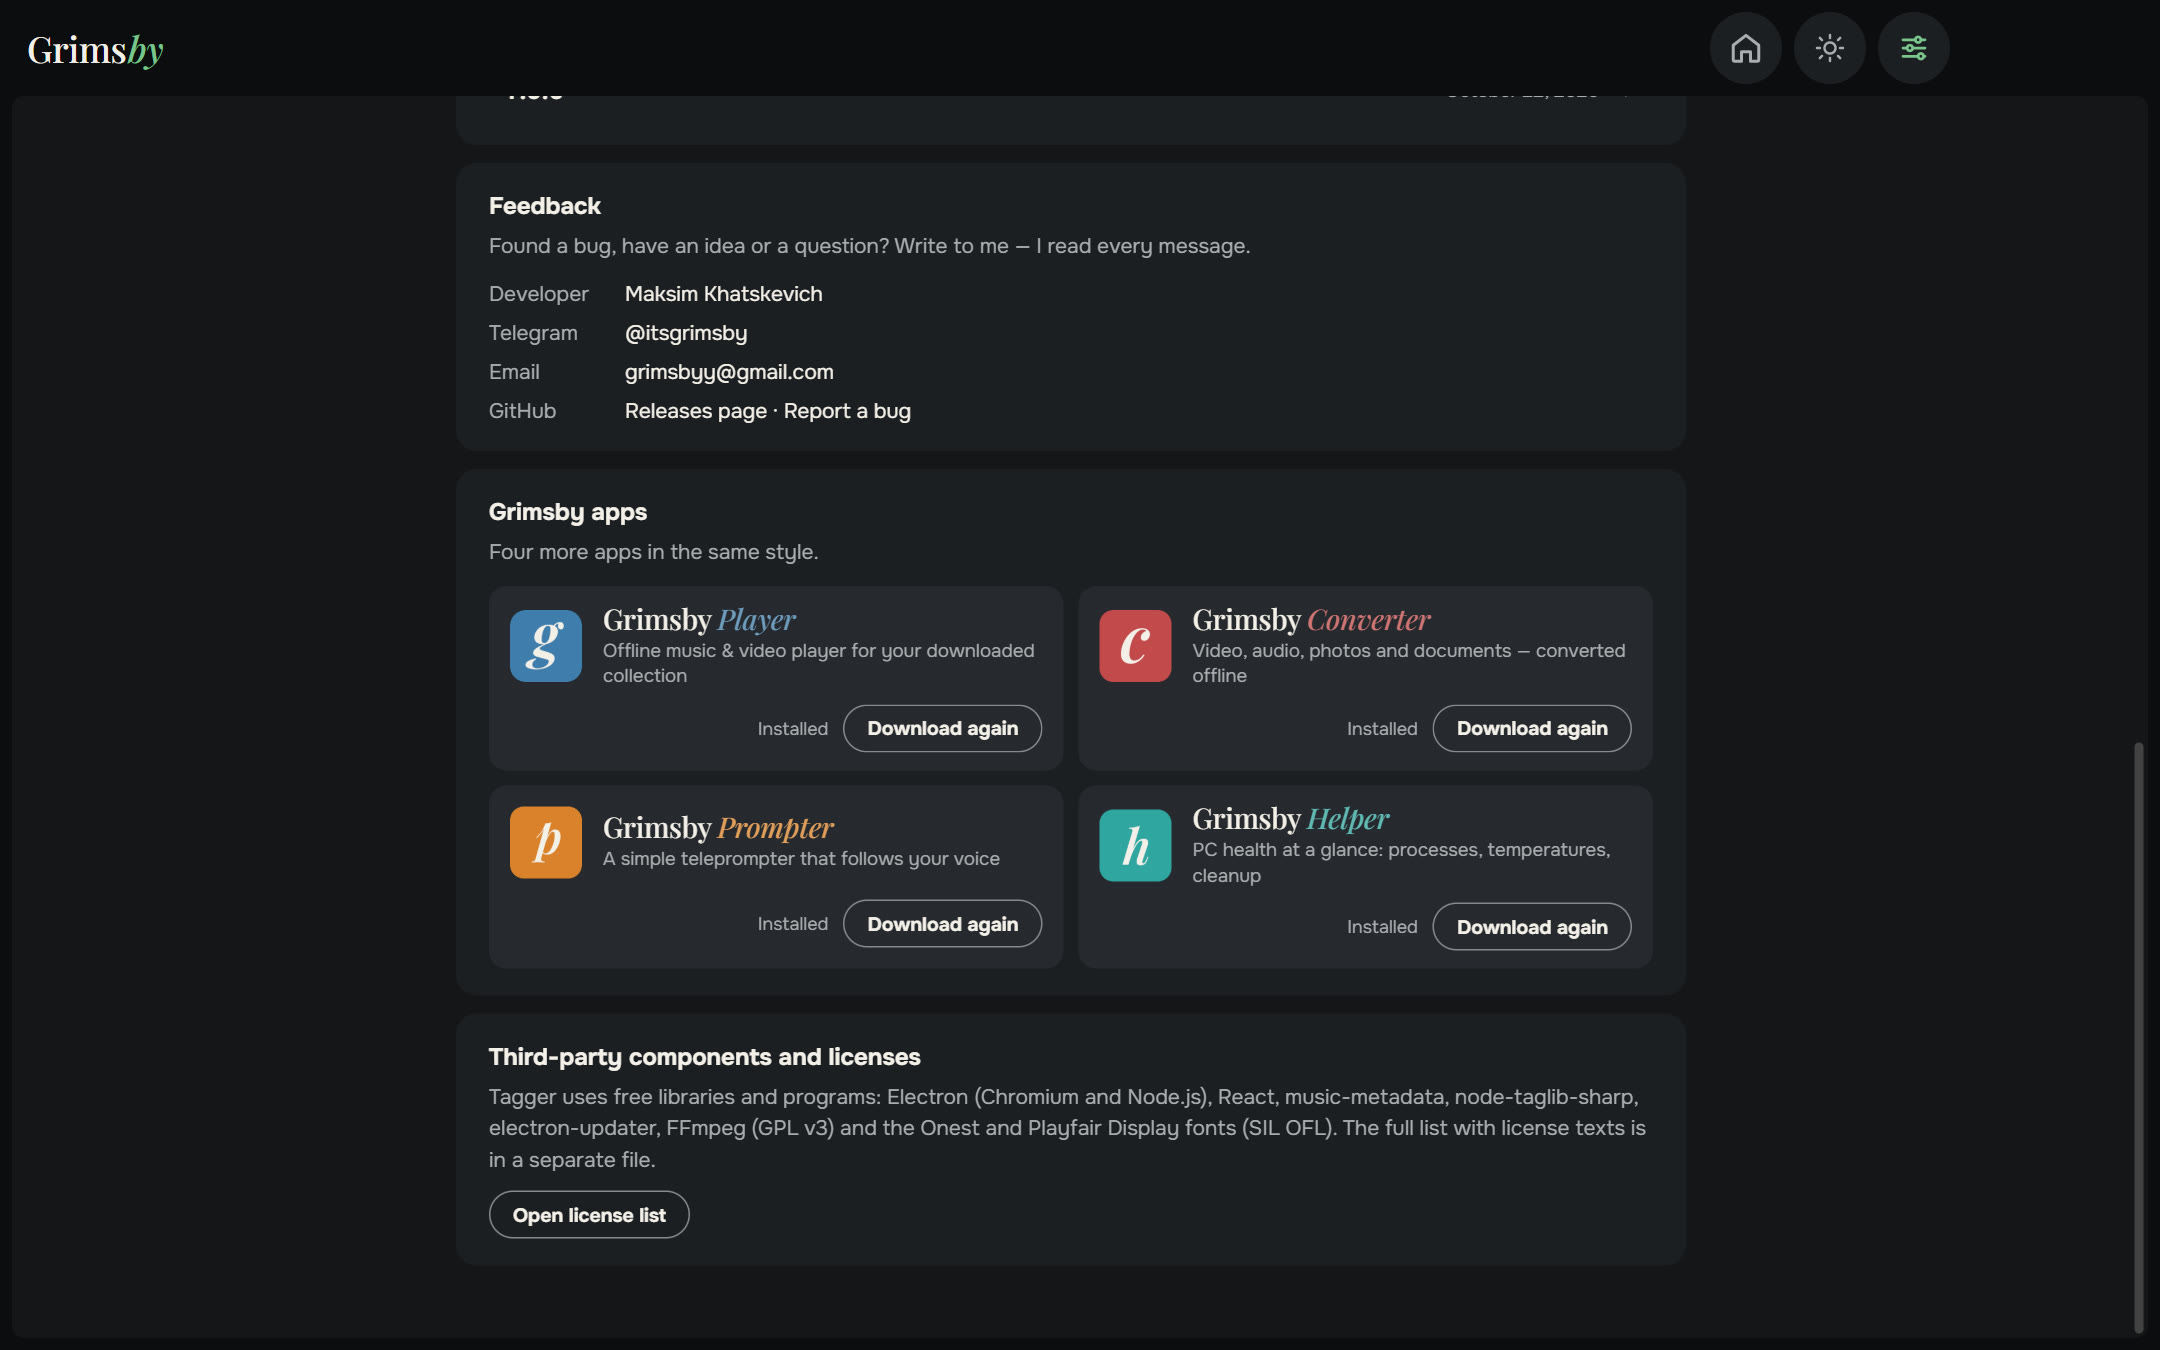 Grimsby
Feedback
Found a bug, have an idea or a question? Write to me — I read every message.
Developer Maksim Khatskevich
Telegram @itsgrimsby
Email grimsbyy@gmail.com
GitHub Releases page · Report a bug
Grimsby apps
Four more apps in the same style.
g
Grimsby Player
Offline music & video player for your downloaded
collection
Installed Download again
c
Grimsby Converter
Video, audio, photos and documents — converted
offline
Installed Download again
p
Grimsby Prompter
A simple teleprompter that follows your voice
Installed Download again
h
Grimsby Helper
PC health at a glance: processes, temperatures,
cleanup
Installed Download again
Third-party components and licenses
Tagger uses free libraries and programs: Electron (Chromium and Node.js), React, music-metadata, node-taglib-sharp,
electron-updater, FFmpeg (GPL v3) and the Onest and Playfair Display fonts (SIL OFL). The full list with license texts is
in a separate file.
Open license list